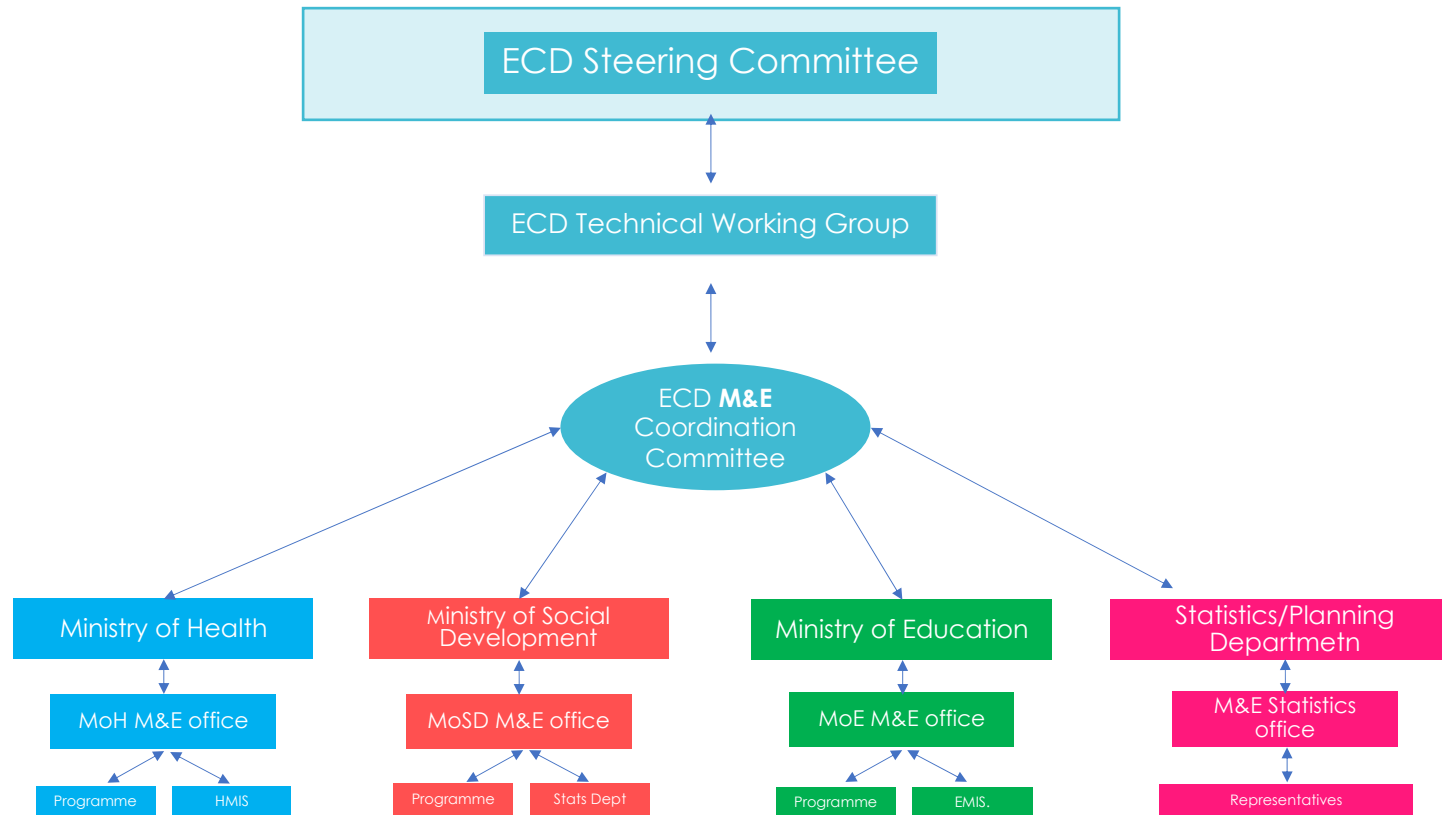 ECD Steering Committee
ECD Technical Working Group
ECD M&E
Coordination
Committee
Ministry of Health
Ministry of Social
Development
Ministry of Education
Statistics/Planning
Departmetn
MoH M&E office
MoSD M&E office
MoE M&E office
M&E Statistics
office
Programme
HMIS
Programme
Stats Dept
Programme
EMIS.
Representatives